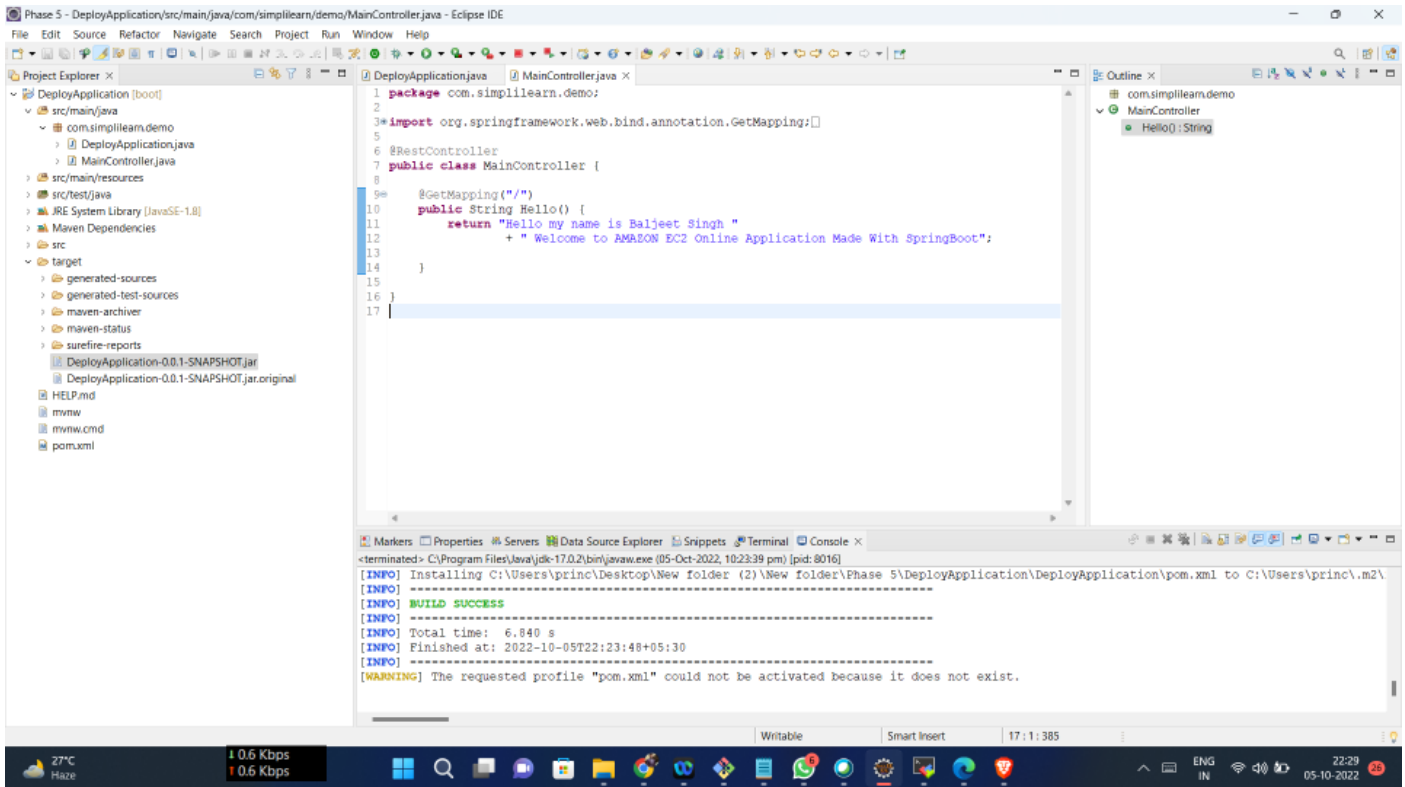 Phase 5 - DeployApplication/src/main/java/com/simplilearn/demo/MainController.java - Eclipse IDE
File Edit Source Refactor Navigate Search Project Run Window Help
Project Explorer
DeployApplication [boot]
src/main/java
com.simplilearn.demo
DeployApplication.java
MainController.java
src/main/resources
src/test/java
JRE System Library [JavaSE-1.8]
Maven Dependencies
src
target
generated-sources
generated-test-sources
maven-archiver
maven-status
surefire-reports
DeployApplication-0.0.1-SNAPSHOT.jar
DeployApplication-0.0.1-SNAPSHOT.jar.original
HELP.md
mvnw
mvnw.cmd
pom.xml
DeployApplication.java MainController.java
1 package com.simplilearn.demo;
2
3 import org.springframework.web.bind.annotation.GetMapping;
5
6 @RestController
7 public class MainController {
8
9 @GetMapping("/")
10 public String Hello() {
11 return "Hello my name is Baljeet Singh "
12 + " Welcome to AMAZON EC2 Online Application Made With SpringBoot";
13
14 }
15
16 }
17
Outline
com.simplilearn.demo
MainController
Hello() : String
Markers Properties Servers Data Source Explorer Snippets Terminal Console
<terminated> C:\Program Files\Java\jdk-17.0.2\bin\javaw.exe (05-Oct-2022, 10:23:39 pm) [pid: 8016]
[INFO] Installing C:\Users\princ\Desktop\New folder (2)\New folder\Phase 5\DeployApplication\DeployApplication\pom.xml to C:\Users\princ\.m2\
[INFO] ------------------------------------------------------------------------
[INFO] BUILD SUCCESS
[INFO] ------------------------------------------------------------------------
[INFO] Total time: 6.840 s
[INFO] Finished at: 2022-10-05T22:23:48+05:30
[INFO] ------------------------------------------------------------------------
[WARNING] The requested profile "pom.xml" could not be activated because it does not exist.
Writable Smart Insert 17 : 1 : 385
27°C
Haze
0.6 Kbps
0.6 Kbps
6
ENG
IN
22:29
05-10-2022
26